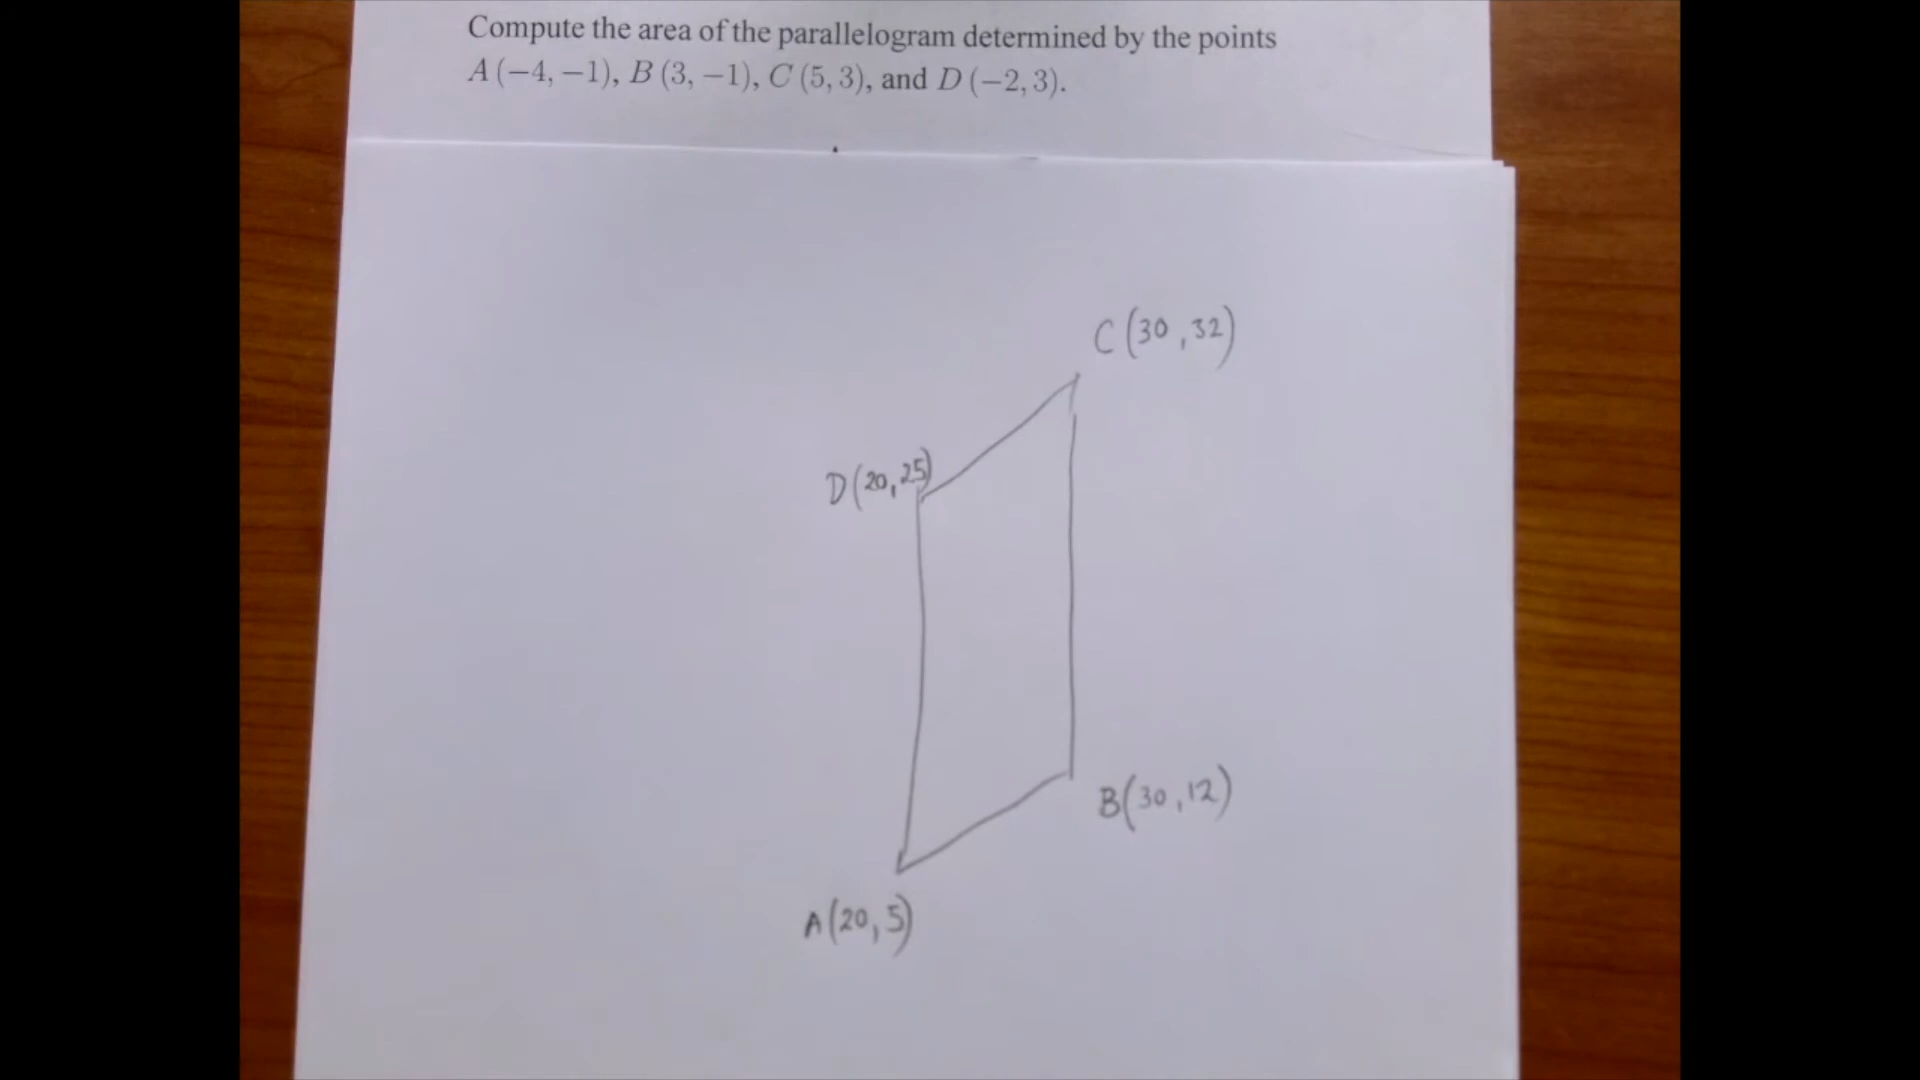 Compute the area of the parallelogram determined by the points
A (−4, −1), B (3, −1), C (5, 3), and D (−2, 3).
C (30, 32)
D (20, 25)
B (30, 12)
A (20, 5)